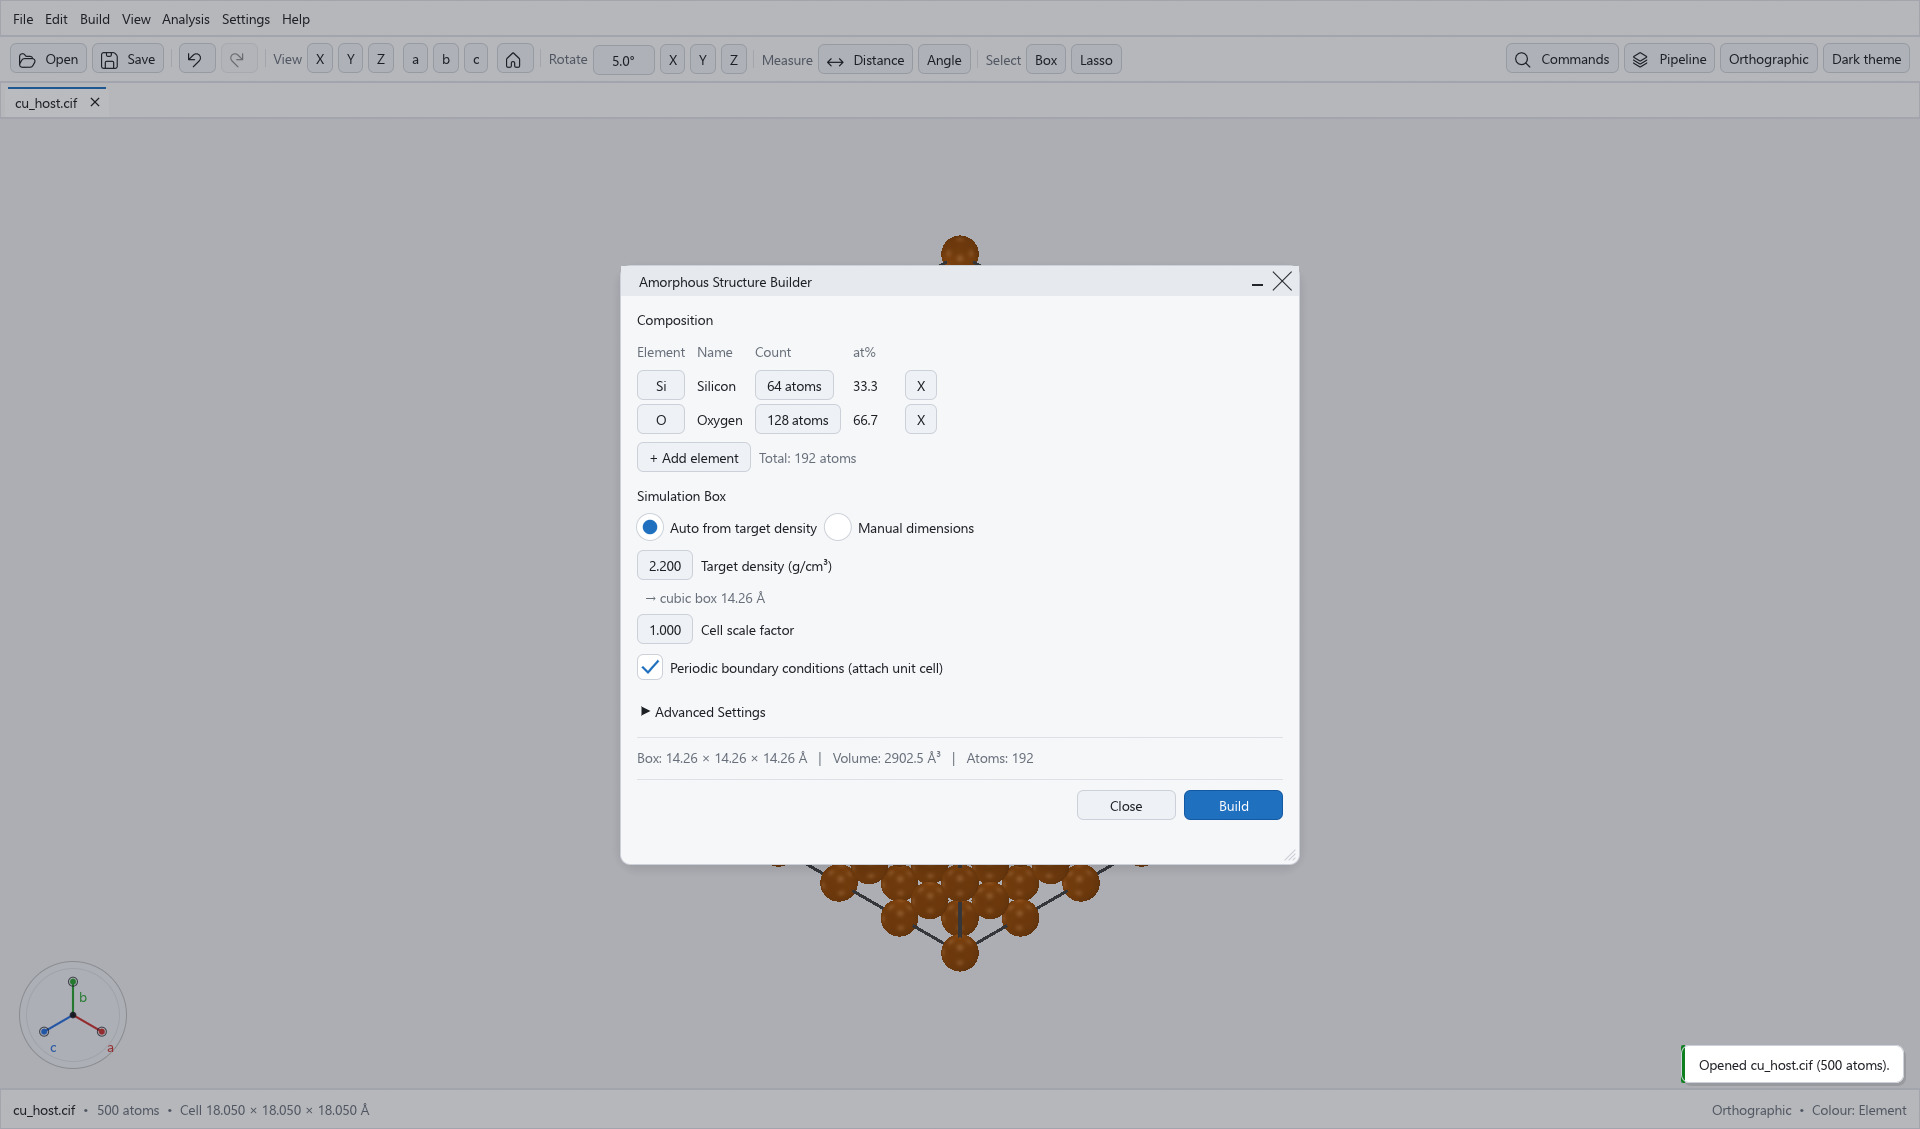 File Edit Build View Analysis Settings Help
Open Save View X Y Z a b c Rotate 5.0° X Y Z Measure Distance Angle Select Box Lasso Commands Pipeline Orthographic Dark theme
cu_host.cif
Amorphous Structure Builder
Composition
Element Name Count at%
Si Silicon 64 atoms 33.3 X
O Oxygen 128 atoms 66.7 X
+ Add element Total: 192 atoms
Simulation Box
Auto from target density Manual dimensions
2.200 Target density (g/cm³)
→ cubic box 14.26 Å
1.000 Cell scale factor
Periodic boundary conditions (attach unit cell)
Advanced Settings
Box: 14.26 × 14.26 × 14.26 Å | Volume: 2902.5 Å³ | Atoms: 192
Close Build
b
c a
Opened cu_host.cif (500 atoms).
cu_host.cif • 500 atoms • Cell 18.050 × 18.050 × 18.050 Å Orthographic • Colour: Element